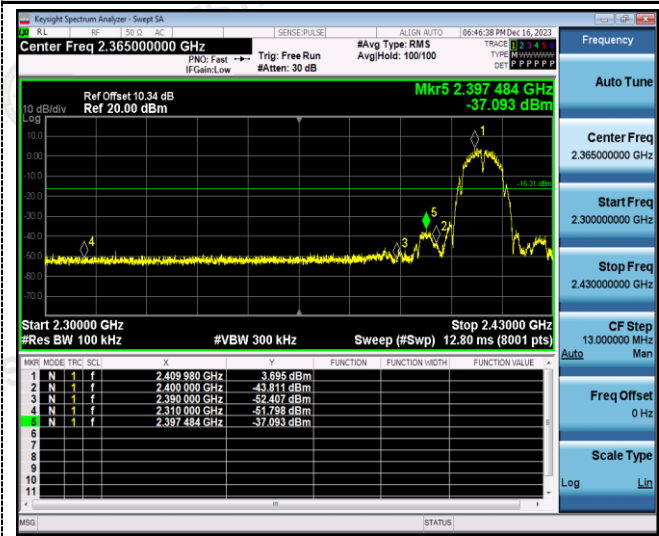 Keysight Spectrum Analyzer - Swept SA
RL RF 50 Ω AC SENSE:PULSE ALIGN AUTO 06:46:38 PM Dec 16, 2023
Center Freq 2.365000000 GHz
PNO: Fast
IFGain:Low
Trig: Free Run
#Atten: 30 dB
#Avg Type: RMS
Avg|Hold: 100/100
TRACE 1 2 3 4 5 6
TYPE M WWWWW
DET P P P P P P
Ref Offset 10.34 dB
Ref 20.00 dBm
10 dB/div
Log
Mkr5 2.397 484 GHz
-37.093 dBm
10.0
0.00
-10.0
-20.0
-30.0
-40.0
-50.0
-60.0
-70.0
-16.31 dBm
1
2
3
4
5
Start 2.30000 GHz Stop 2.43000 GHz
#Res BW 100 kHz #VBW 300 kHz Sweep (#Swp) 12.80 ms (8001 pts)
MKR MODE TRC SCL X Y FUNCTION FUNCTION WIDTH FUNCTION VALUE
1 N 1 f 2.409 980 GHz 3.695 dBm
2 N 1 f 2.400 000 GHz -43.811 dBm
3 N 1 f 2.390 000 GHz -52.407 dBm
4 N 1 f 2.310 000 GHz -51.798 dBm
5 N 1 f 2.397 484 GHz -37.093 dBm
6
7
8
9
10
11
MSG STATUS
Frequency
Auto Tune
Center Freq
2.365000000 GHz
Start Freq
2.300000000 GHz
Stop Freq
2.430000000 GHz
CF Step
13.000000 MHz
Auto Man
Freq Offset
0 Hz
Scale Type
Log Lin